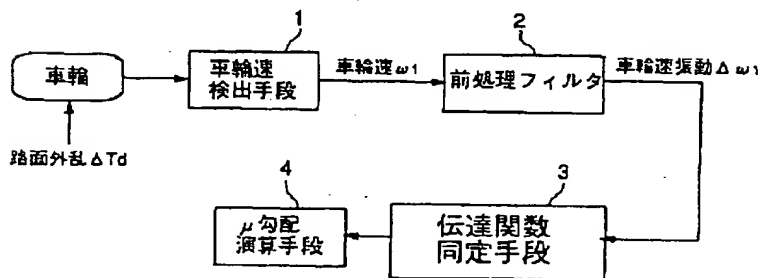 1
2
車輪
車輪速
検出手段
車輪速ω1
前処理フィルタ
車輪速振動Δω1
路面外乱ΔTd
4
3
μ勾配
演算手段
伝達関数
同定手段